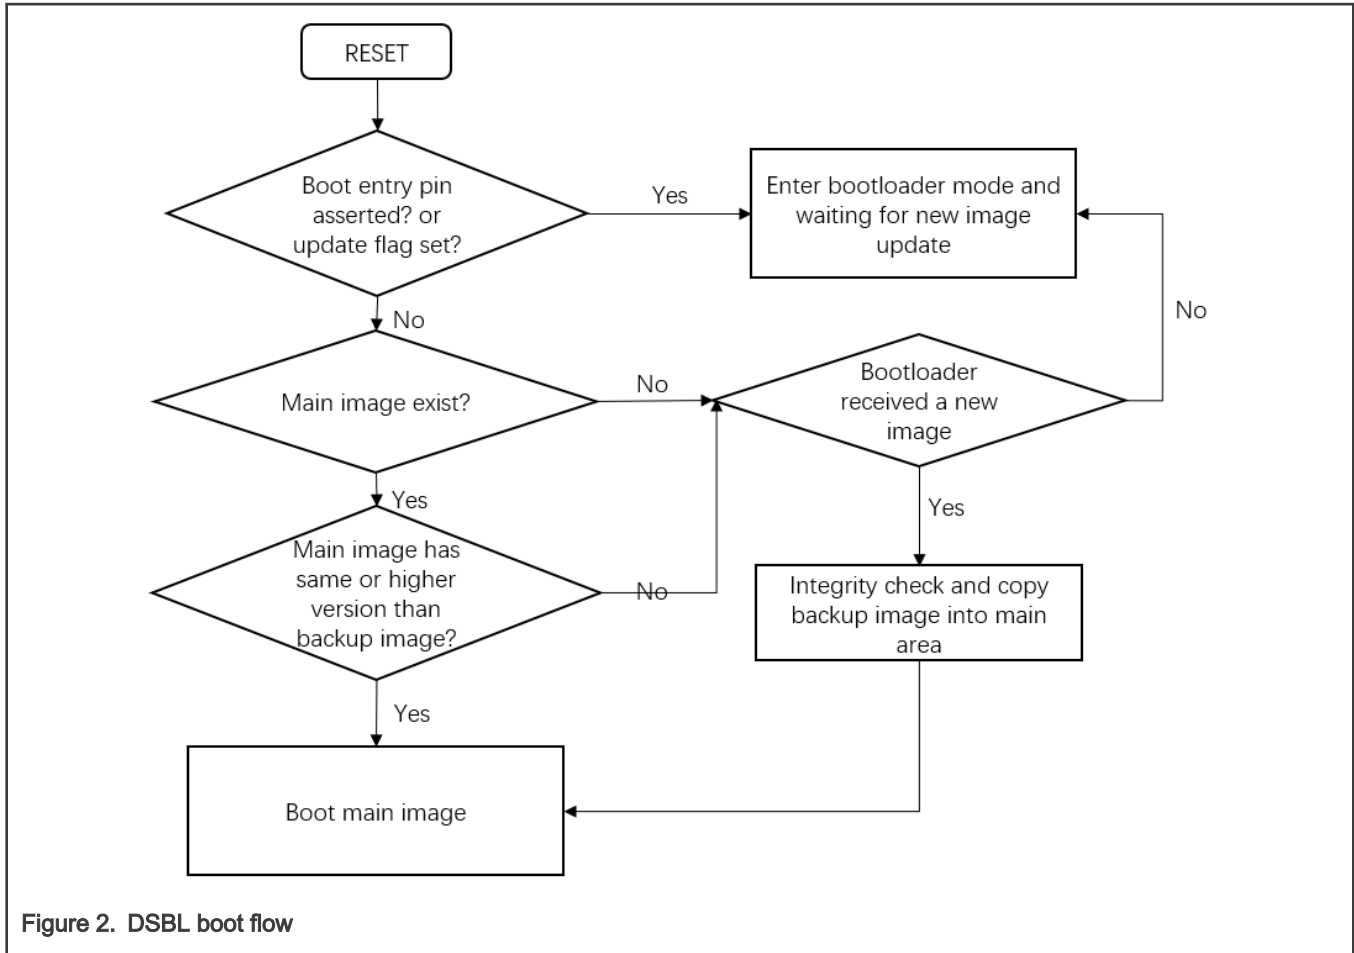 RESET
Boot entry pin
asserted? or
update flag set?
Yes
Enter bootloader mode and
waiting for new image
update
No
No
Main image exist?
No
Bootloader
received a new
image
Yes
Yes
Main image has
same or higher
version than
backup image?
No
Integrity check and copy
backup image into main
area
Yes
Boot main image
Figure 2. DSBL boot flow